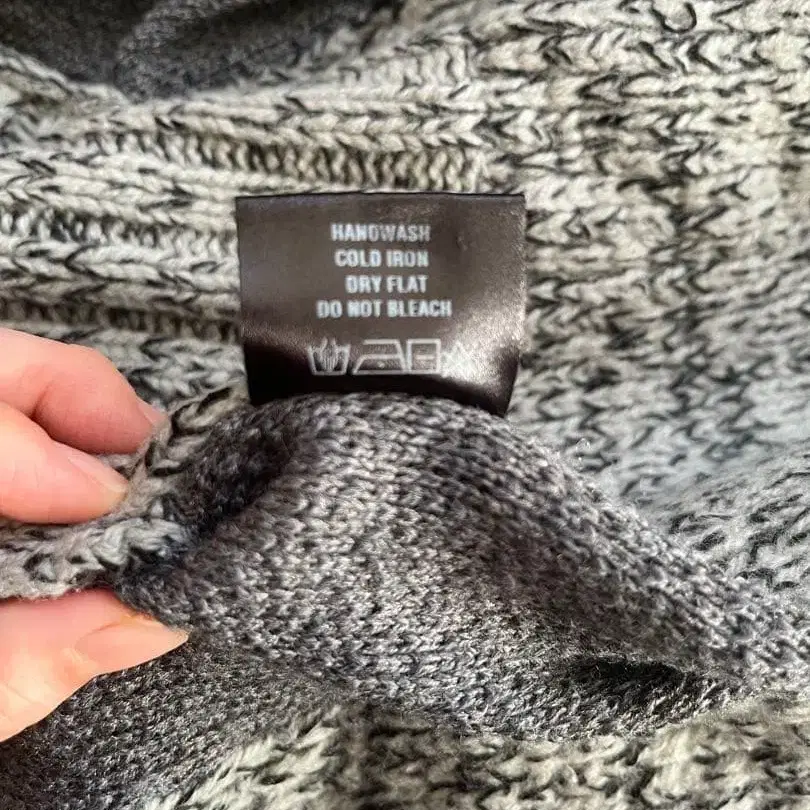 HANDWASH
COLD IRON
DRY FLAT
DO NOT BLEACH